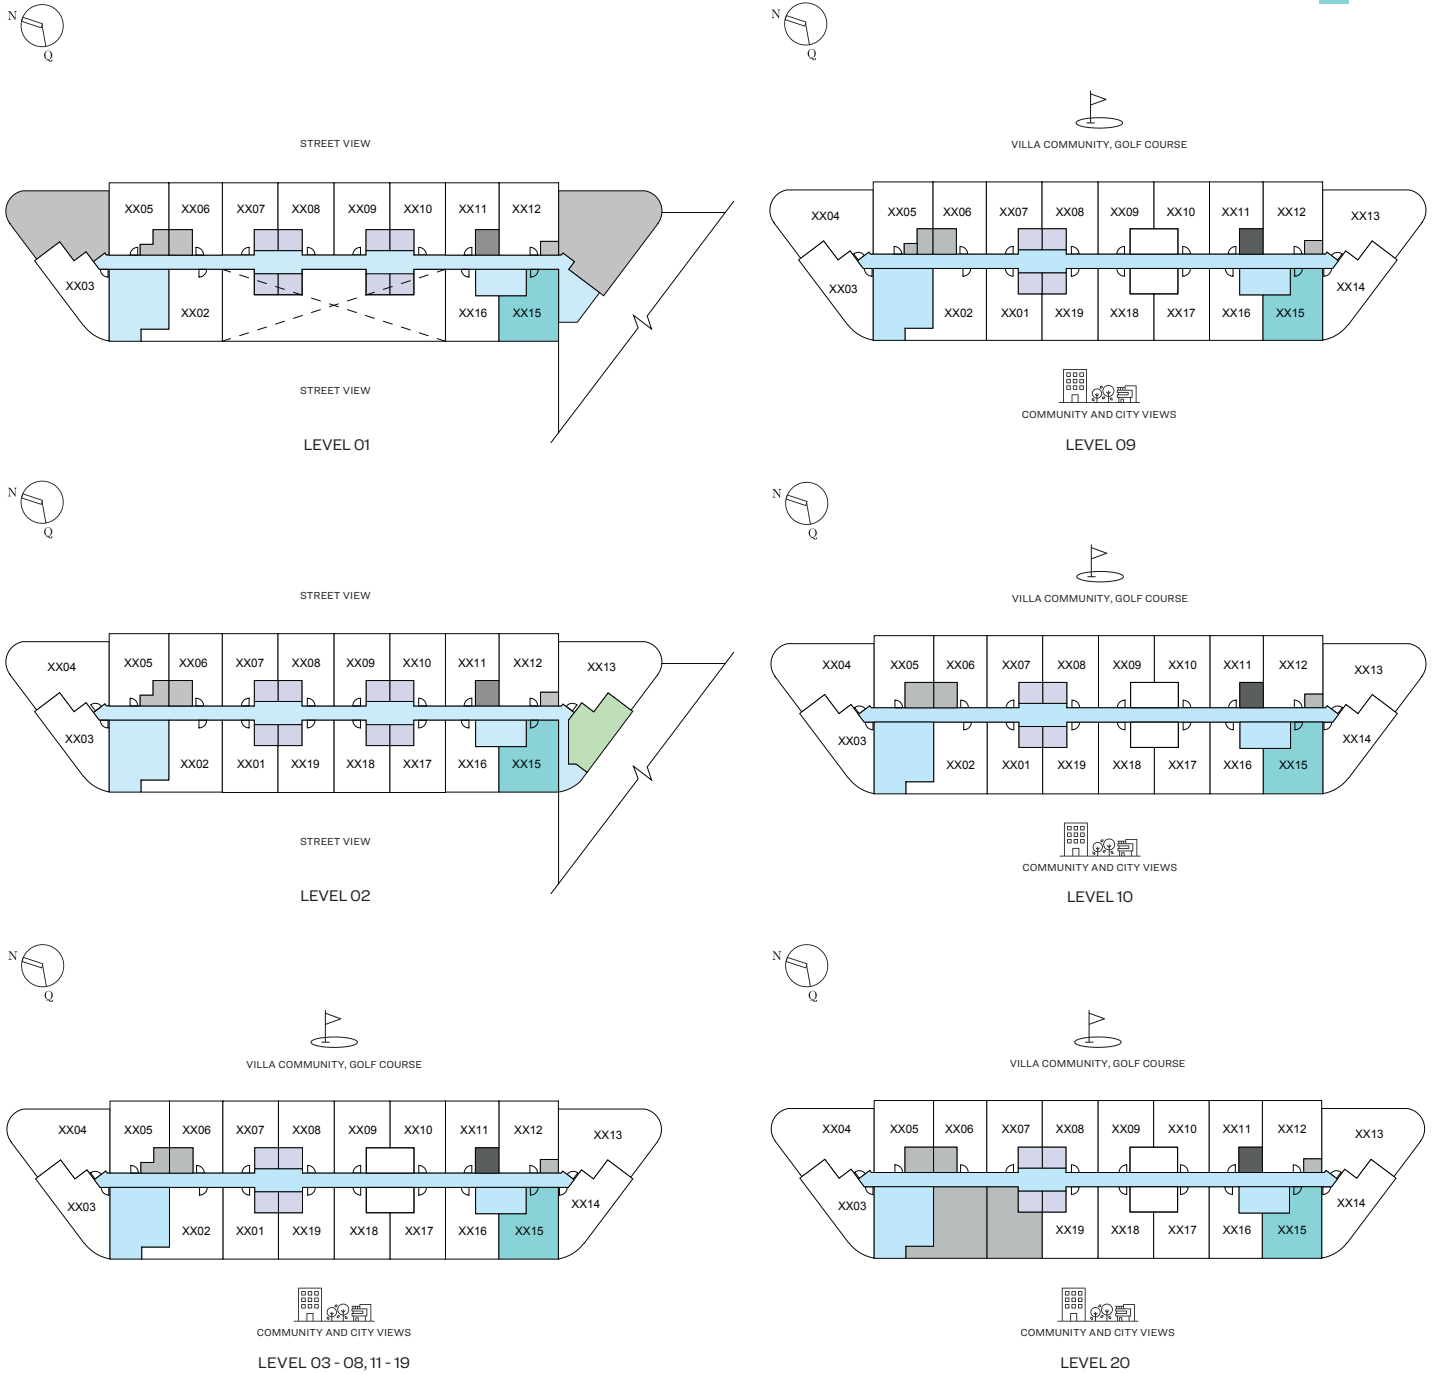 N
Q
STREET VIEW
XX05 XX06 XX07 XX08 XX09 XX10 XX11 XX12
XX03
XX02 XX16 XX15
STREET VIEW
LEVEL 01
N
Q
VILLA COMMUNITY, GOLF COURSE
XX04 XX05 XX06 XX07 XX08 XX09 XX10 XX11 XX12 XX13
XX03 XX14
XX02 XX01 XX19 XX18 XX17 XX16 XX15
COMMUNITY AND CITY VIEWS
LEVEL 09
N
Q
STREET VIEW
XX04 XX05 XX06 XX07 XX08 XX09 XX10 XX11 XX12 XX13
XX03
XX02 XX01 XX19 XX18 XX17 XX16 XX15
STREET VIEW
LEVEL 02
N
Q
VILLA COMMUNITY, GOLF COURSE
XX04 XX05 XX06 XX07 XX08 XX09 XX10 XX11 XX12 XX13
XX03 XX14
XX02 XX01 XX19 XX18 XX17 XX16 XX15
COMMUNITY AND CITY VIEWS
LEVEL 10
N
Q
VILLA COMMUNITY, GOLF COURSE
XX04 XX05 XX06 XX07 XX08 XX09 XX10 XX11 XX12 XX13
XX03 XX14
XX02 XX01 XX19 XX18 XX17 XX16 XX15
COMMUNITY AND CITY VIEWS
LEVEL 03 - 08, 11 - 19
N
Q
VILLA COMMUNITY, GOLF COURSE
XX04 XX05 XX06 XX07 XX08 XX09 XX10 XX11 XX12 XX13
XX03 XX14
XX19 XX18 XX17 XX16 XX15
COMMUNITY AND CITY VIEWS
LEVEL 20